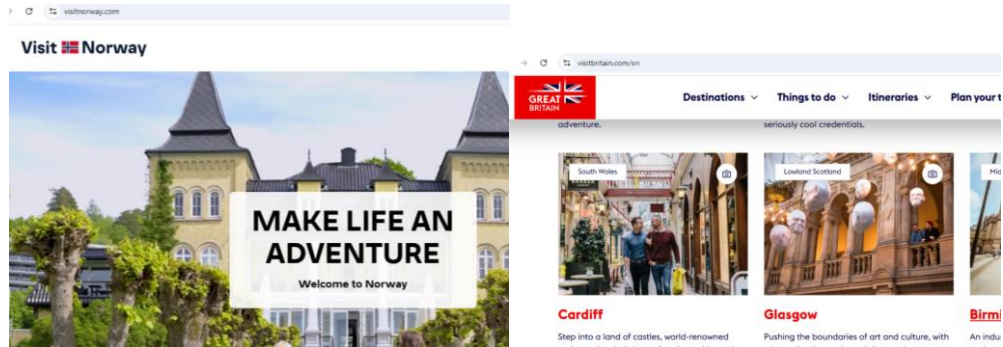 visitnorway.com
Visit Norway
MAKE LIFE AN
ADVENTURE
Welcome to Norway
visitbritain.com/en
GREAT
BRITAIN
Destinations
Things to do
Itineraries
Plan your t
adventure.
seriously cool credentials.
South Wales
Lowland Scotland
Mid
Cardiff
Glasgow
Birmi
Step into a land of castles, world-renowned
Pushing the boundaries of art and culture, with
An indu